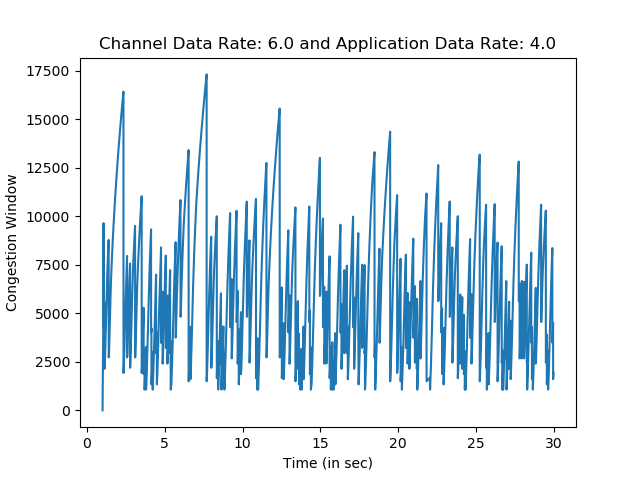 Channel Data Rate: 6.0 and Application Data Rate: 4.0
17500
15000
12500
10000
7500
5000
2500
0
Congestion Window
0 5 10 15 20 25 30
Time (in sec)